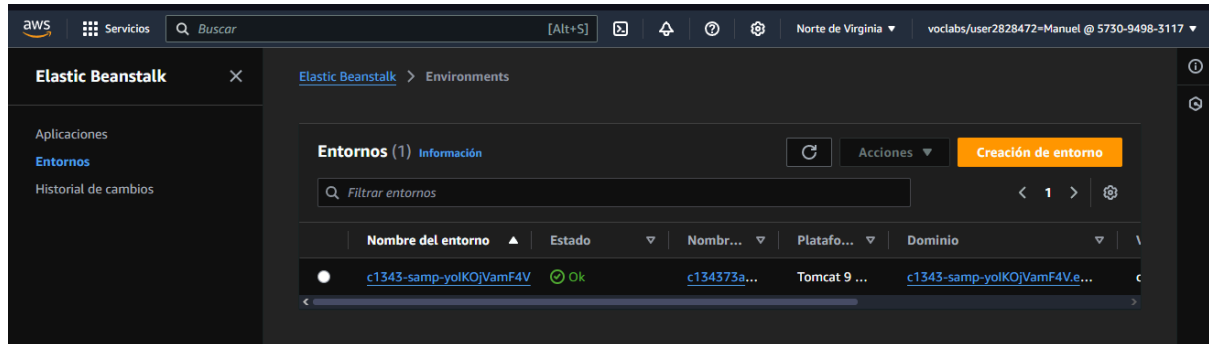 aws Servicios Buscar [Alt+S] Norte de Virginia voclabs/user2828472=Manuel @ 5730-9498-3117
Elastic Beanstalk
Elastic Beanstalk > Environments
Aplicaciones
Entornos
Historial de cambios
Entornos (1) Información
Acciones
Creación de entorno
Filtrar entornos
1
Nombre del entorno Estado Nombr... Platafo... Dominio
c1343-samp-yolKOjVamF4V Ok c134373a... Tomcat 9 ... c1343-samp-yolKOjVamF4V.e...